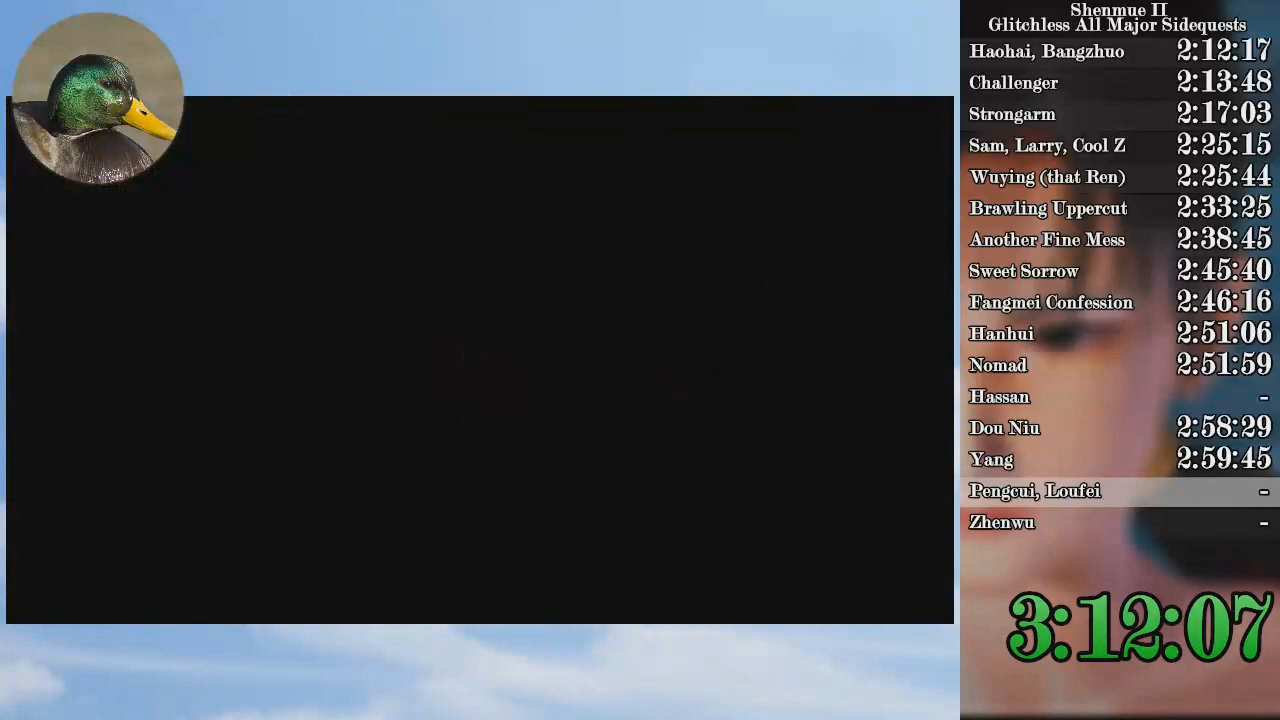 Shenmue II
Glitchless All Major Sidequests
Haohai, Bangzhuo 2:12:17
Challenger 2:13:48
Strongarm 2:17:03
Sam, Larry, Cool Z 2:25:15
Wuying (that Ren) 2:25:44
Brawling Uppercut 2:33:25
Another Fine Mess 2:38:45
Sweet Sorrow 2:45:40
Fangmei Confession 2:46:16
Hanhui 2:51:06
Nomad 2:51:59
Hassan -
Dou Niu 2:58:29
Yang 2:59:45
Pengcui, Loufei -
Zhenwu -
3:12:07